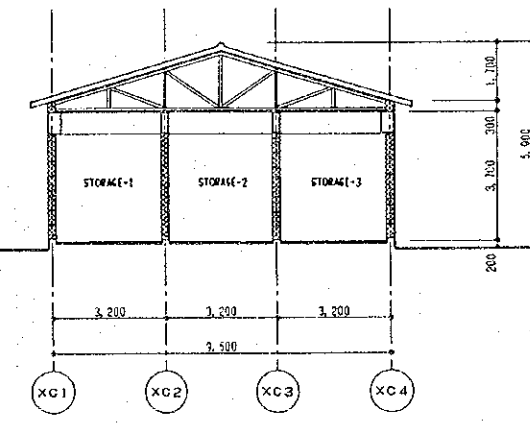 1,700
300
5,900
3,700
200
STORAGE-1
STORAGE-2
STORAGE-3
3,200
3,200
3,200
9,600
XC1
XC2
XC3
XC4